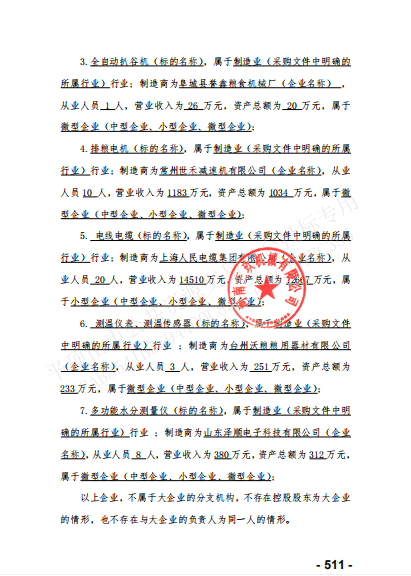 3. 全自动扒谷机（标的名称），属于制造业（采购文件中明确的
所属行业）行业；制造商为阜城县誉鑫粮食机械厂（企业名称），
从业人员 1 人，营业收入为 26 万元，资产总额为 20 万元，属于
微型企业（中型企业、小型企业、微型企业）；
4. 排粮电机（标的名称），属于制造业（采购文件中明确的所属
行业）行业；制造商为常州世禾减速机有限公司（企业名称），从业
人员10 人，营业收入为 1183 万元，资产总额为 1034 万元，属于微
型企业（中型企业、小型企业、微型企业）；
5. 电线电缆（标的名称），属于制造业（采购文件中明确的所属
行业）行业；制造商为上海人民电缆集团有限公司（企业名称），从
业人员 20 人，营业收入为 14510 万元，资产总额为 万元，属
于小型企业（中型企业、小型企业、微型企业）；
6. 测温仪表、测温传感器（标的名称），属于制造业（采购文件
中明确的所属行业）行业 ；制造商为台州沃粮粮用器材有限公司
（企业名称），从业人员 3 人，营业收入为 251 万元，资产总额为
233 万元，属于微型企业（中型企业、小型企业、微型企业）；
7. 多功能水分测量仪（标的名称），属于制造业（采购文件中明
确的所属行业）行业 ；制造商为山东泽顺电子科技有限公司（企业
名称），从业人员 8 人，营业收入为 380 万元，资产总额为 312 万元，
属于微型企业（中型企业、小型企业、微型企业）；
以上企业，不属于大企业的分支机构，不存在控股股东为大企业
的情形，也不存在与大企业的负责人为同一人的情形。
- 511 -